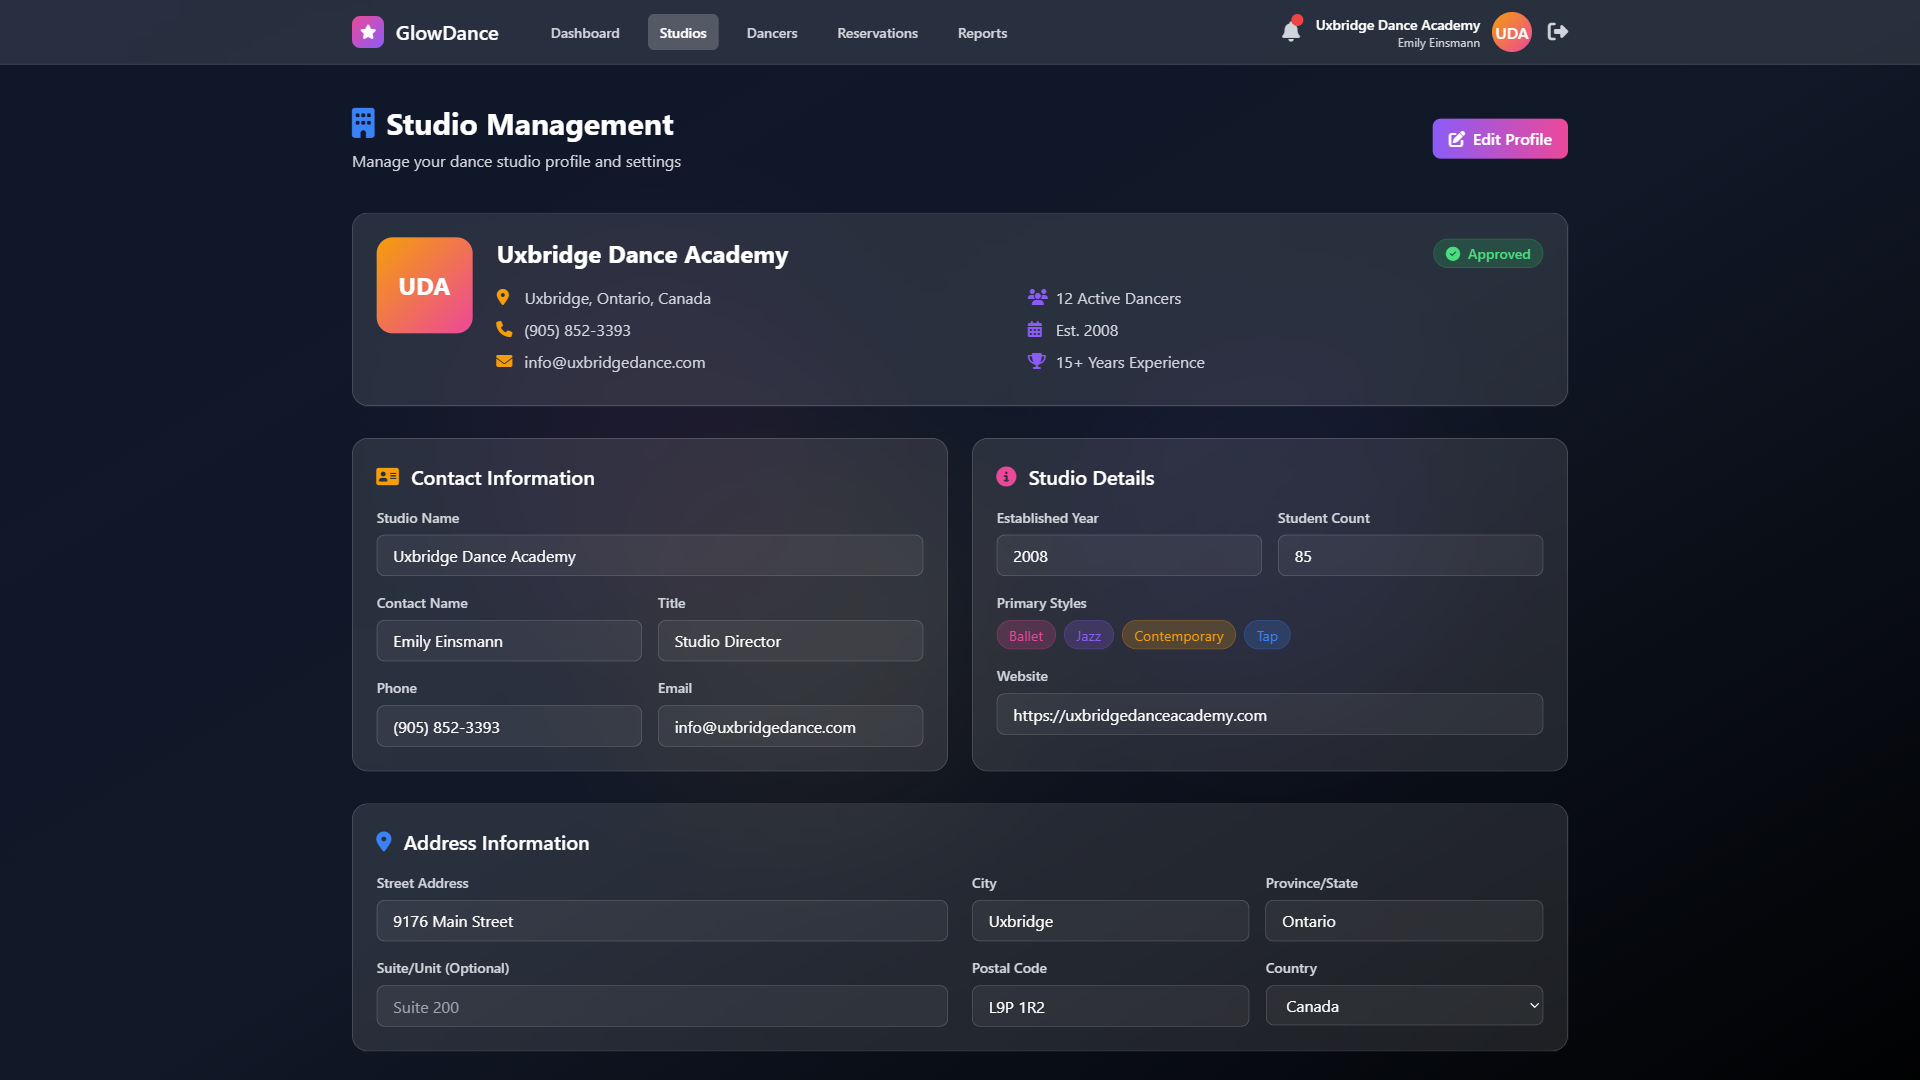 GlowDance
Dashboard
Studios
Dancers
Reservations
Reports
Uxbridge Dance Academy
Emily Einsmann
UDA
Studio Management
Manage your dance studio profile and settings
Edit Profile
UDA
Uxbridge Dance Academy
Approved
Uxbridge, Ontario, Canada
(905) 852-3393
info@uxbridgedance.com
12 Active Dancers
Est. 2008
15+ Years Experience
Contact Information
Studio Name
Uxbridge Dance Academy
Contact Name
Title
Emily Einsmann
Studio Director
Phone
Email
(905) 852-3393
info@uxbridgedance.com
Studio Details
Established Year
Student Count
2008
85
Primary Styles
Ballet
Jazz
Contemporary
Tap
Website
https://uxbridgedanceacademy.com
Address Information
Street Address
City
Province/State
9176 Main Street
Uxbridge
Ontario
Suite/Unit (Optional)
Postal Code
Country
Suite 200
L9P 1R2
Canada